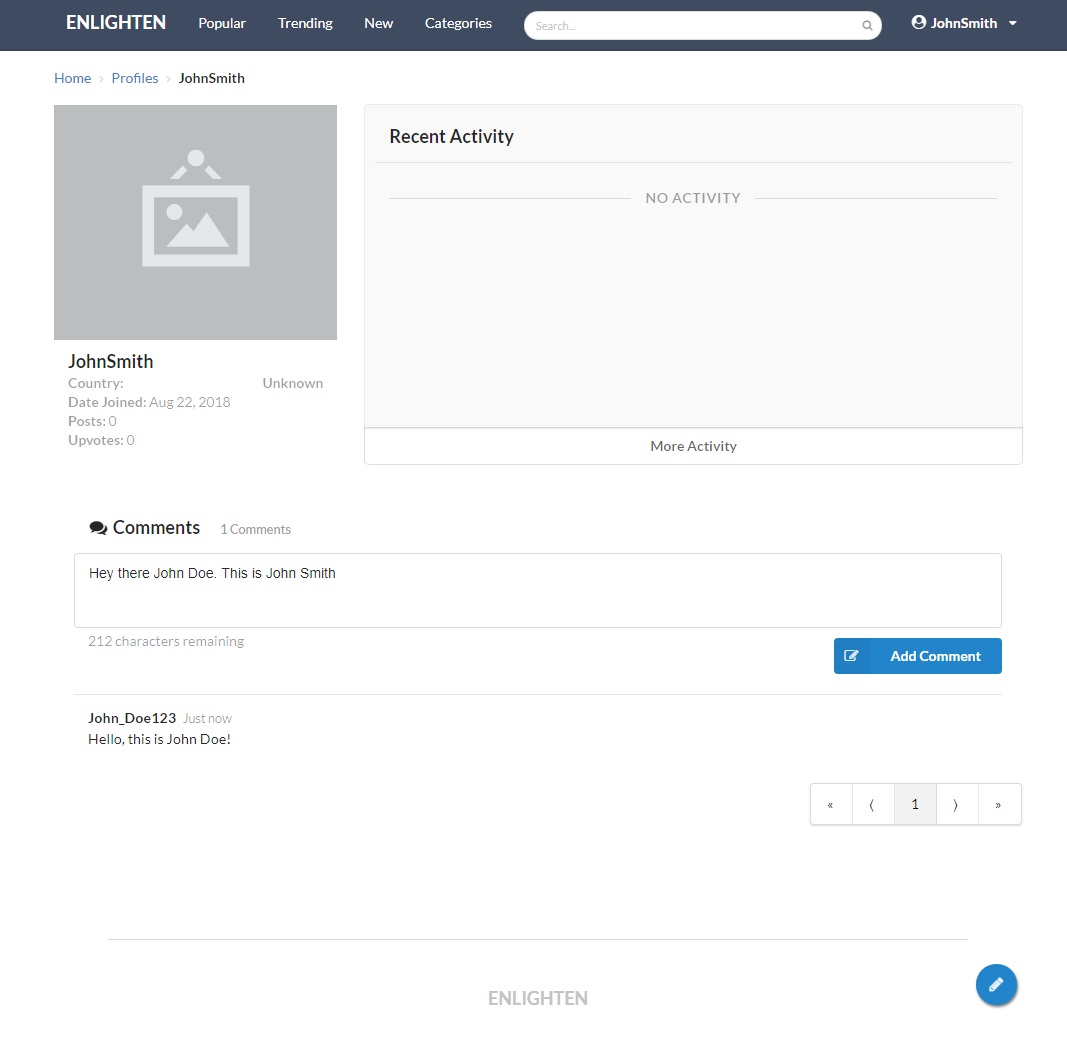 ENLIGHTEN Popular Trending New Categories Search... JohnSmith
Home › Profiles › JohnSmith
Recent Activity
NO ACTIVITY
More Activity
JohnSmith
Country: Unknown
Date Joined: Aug 22, 2018
Posts: 0
Upvotes: 0
Comments 1 Comments
Hey there John Doe. This is John Smith
212 characters remaining
Add Comment
John_Doe123 Just now
Hello, this is John Doe!
« ⟨ 1 ⟩ »
ENLIGHTEN